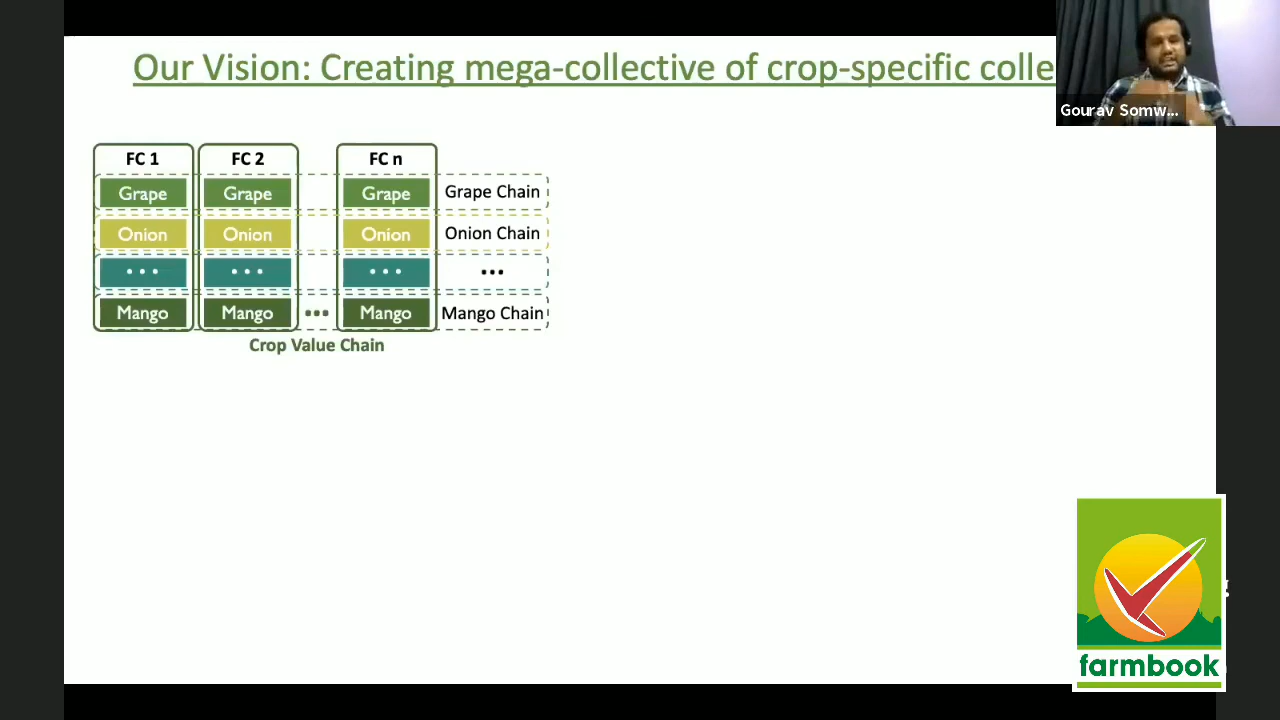 Our Vision: Creating mega-collective of crop-specific colle
Gourav Somw...
FC 1 FC 2 FC n
Grape Grape Grape Grape Chain
Onion Onion Onion Onion Chain
• • • • • • • • • •••
Mango Mango ••• Mango Mango Chain
Crop Value Chain
farmbook